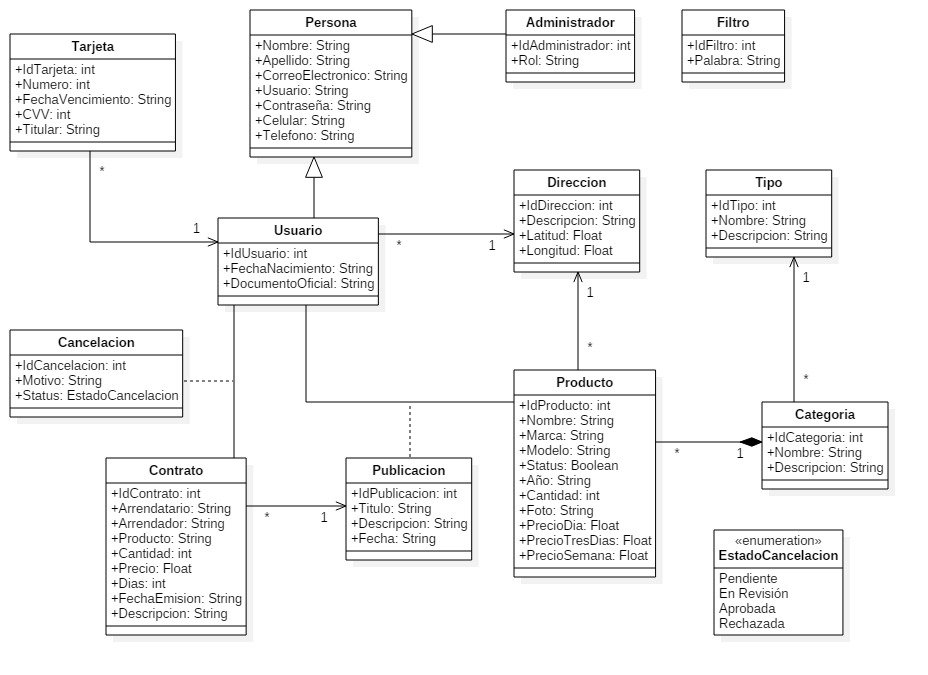 Tarjeta
+IdTarjeta: int
+Numero: int
+FechaVencimiento: String
+CVV: int
+Titular: String
Persona
+Nombre: String
+Apellido: String
+CorreoElectronico: String
+Usuario: String
+Contraseña: String
+Celular: String
+Telefono: String
Administrador
+IdAdministrador: int
+Rol: String
Filtro
+IdFiltro: int
+Palabra: String
*
1
Usuario
+IdUsuario: int
+FechaNacimiento: String
+DocumentoOficial: String
*
1
Direccion
+IdDireccion: int
+Descripcion: String
+Latitud: Float
+Longitud: Float
1
*
Tipo
+IdTipo: int
+Nombre: String
+Descripcion: String
1
*
Cancelacion
+IdCancelacion: int
+Motivo: String
+Status: EstadoCancelacion
Producto
+IdProducto: int
+Nombre: String
+Marca: String
+Modelo: String
+Status: Boolean
+Año: String
+Cantidad: int
+Foto: String
+PrecioDia: Float
+PrecioTresDias: Float
+PrecioSemana: Float
*
1
Categoria
+IdCategoria: int
+Nombre: String
+Descripcion: String
Contrato
+IdContrato: int
+Arrendatario: String
+Arrendador: String
+Producto: String
+Cantidad: int
+Precio: Float
+Dias: int
+FechaEmision: String
+Descripcion: String
*
1
Publicacion
+IdPublicacion: int
+Titulo: String
+Descripcion: String
+Fecha: String
«enumeration»
EstadoCancelacion
Pendiente
En Revisión
Aprobada
Rechazada